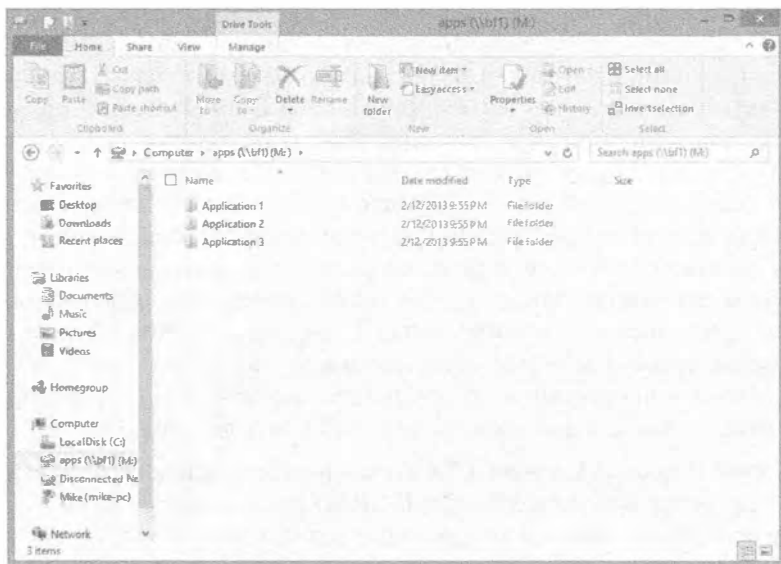 Drive Tools
apps (\\bf1) (M:)
File Home Share View Manage
Copy
Paste
Cut
Copy path
Paste shortcut
Move to
Copy to
Delete
Rename
New folder
New item
Easy access
Properties
Open
Edit
History
Select all
Select none
Invert selection
Clipboard
Organize
New
Open
Select
Computer apps (\\bf1) (M:)
Search apps (\\bf1) (M:)
Name Date modified Type Size
Application 1 2/12/2013 9:55 PM File folder
Application 2 2/12/2013 9:55 PM File folder
Application 3 2/12/2013 9:55 PM File folder
Favorites
Desktop
Downloads
Recent places
Libraries
Documents
Music
Pictures
Videos
Homegroup
Computer
Local Disk (C:)
apps (\\bf1) (M:)
Disconnected Ne
Mike (mike-pc)
Network
3 items